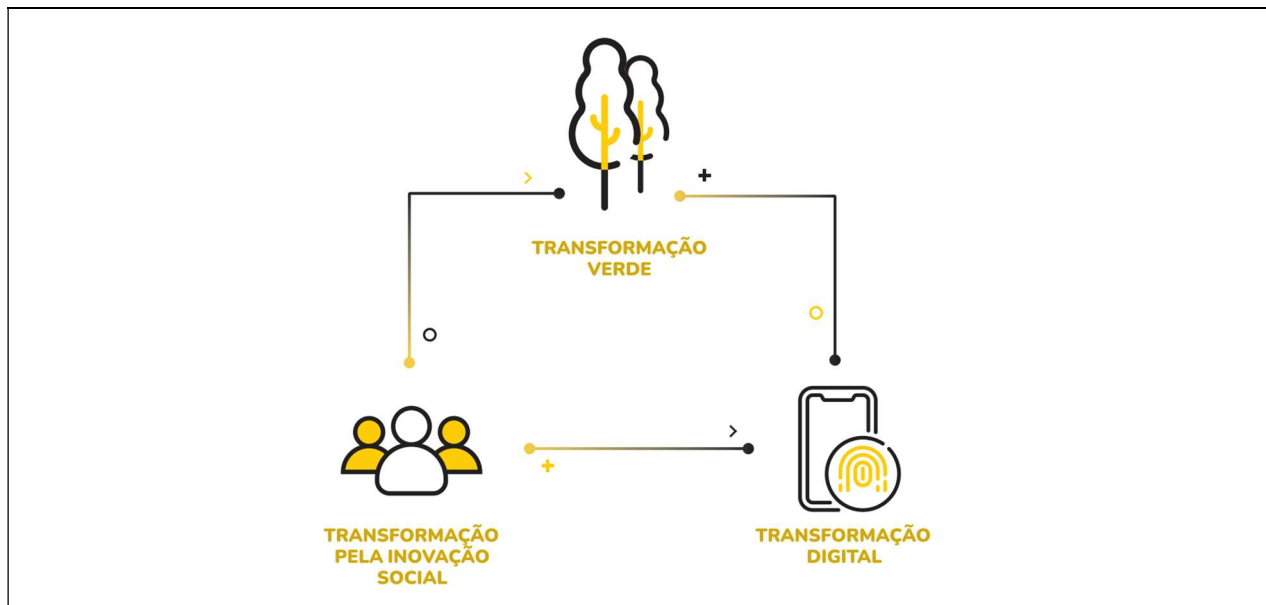 TRANSFORMAÇÃO
VERDE
TRANSFORMAÇÃO
PELA INOVAÇÃO
SOCIAL
TRANSFORMAÇÃO
DIGITAL